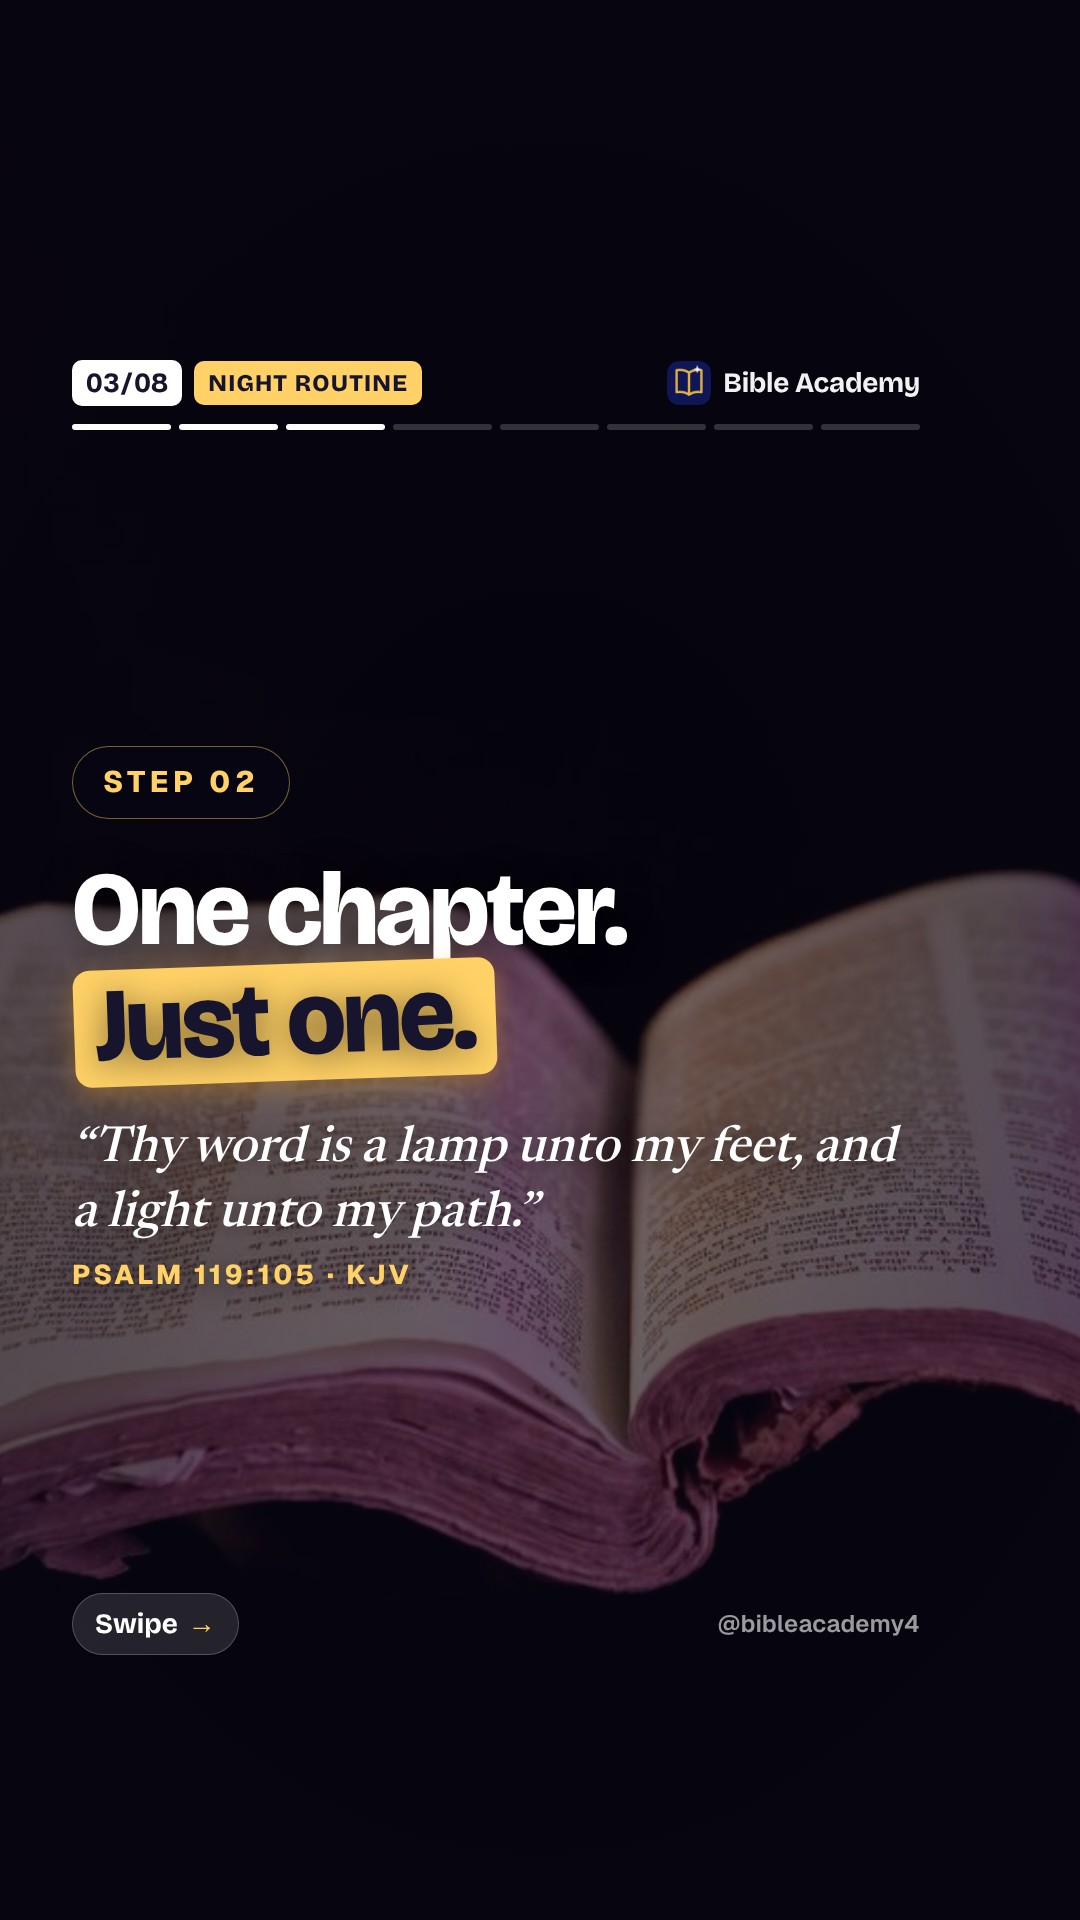 03/08 NIGHT ROUTINE Bible Academy
STEP 02
One chapter.
Just one.
“Thy word is a lamp unto my feet, and
a light unto my path.”
PSALM 119:105 · KJV
Swipe → @bibleacademy4